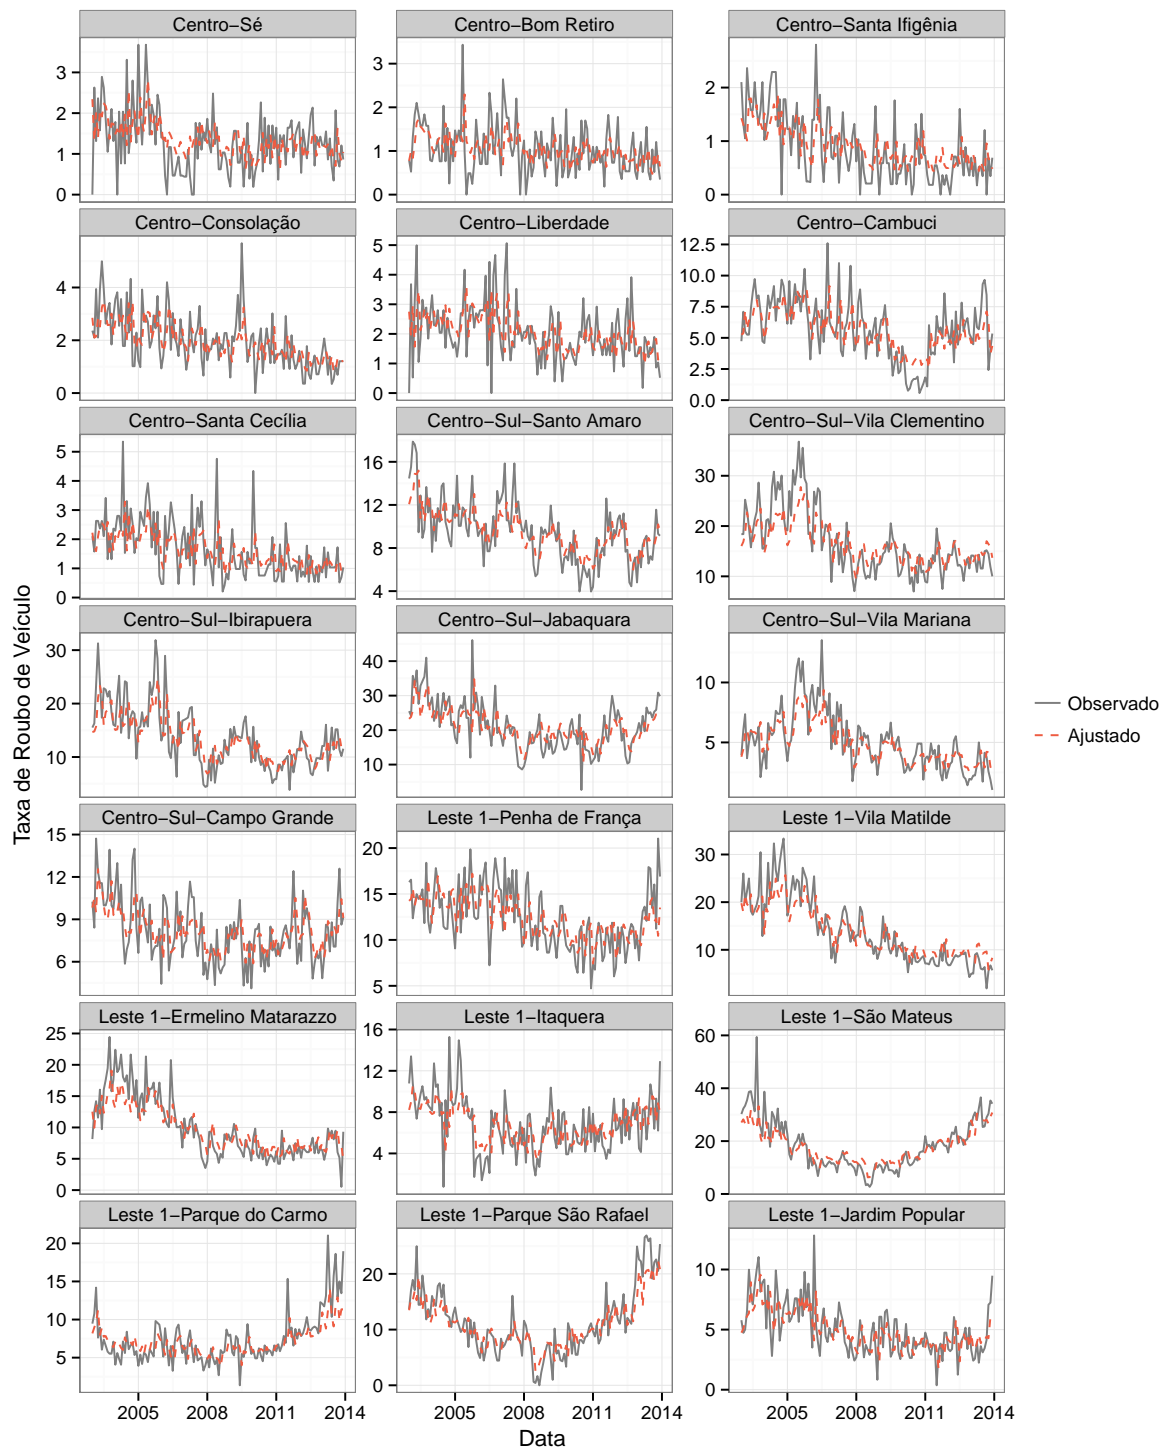 Centro−Sé
Centro−Bom Retiro
Centro−Santa Ifigênia
0
1
2
3
0
1
2
3
0
1
2
Centro−Consolação
Centro−Liberdade
Centro−Cambuci
0
2
4
0
1
2
3
4
5
0.0
2.5
5.0
7.5
10.0
12.5
Centro−Santa Cecília
Centro−Sul−Santo Amaro
Centro−Sul−Vila Clementino
0
1
2
3
4
5
4
8
12
16
10
20
30
Centro−Sul−Ibirapuera
Centro−Sul−Jabaquara
Centro−Sul−Vila Mariana
10
20
30
10
20
30
40
5
10
Centro−Sul−Campo Grande
Leste 1−Penha de França
Leste 1−Vila Matilde
6
9
12
15
5
10
15
20
10
20
30
Leste 1−Ermelino Matarazzo
Leste 1−Itaquera
Leste 1−São Mateus
0
5
10
15
20
25
4
8
12
16
0
20
40
60
Leste 1−Parque do Carmo
Leste 1−Parque São Rafael
Leste 1−Jardim Popular
5
10
15
20
0
10
20
0
5
10
2005 2008 2011 2014
2005 2008 2011 2014
2005 2008 2011 2014
Data
Taxa de Roubo de Veículo
Observado
Ajustado